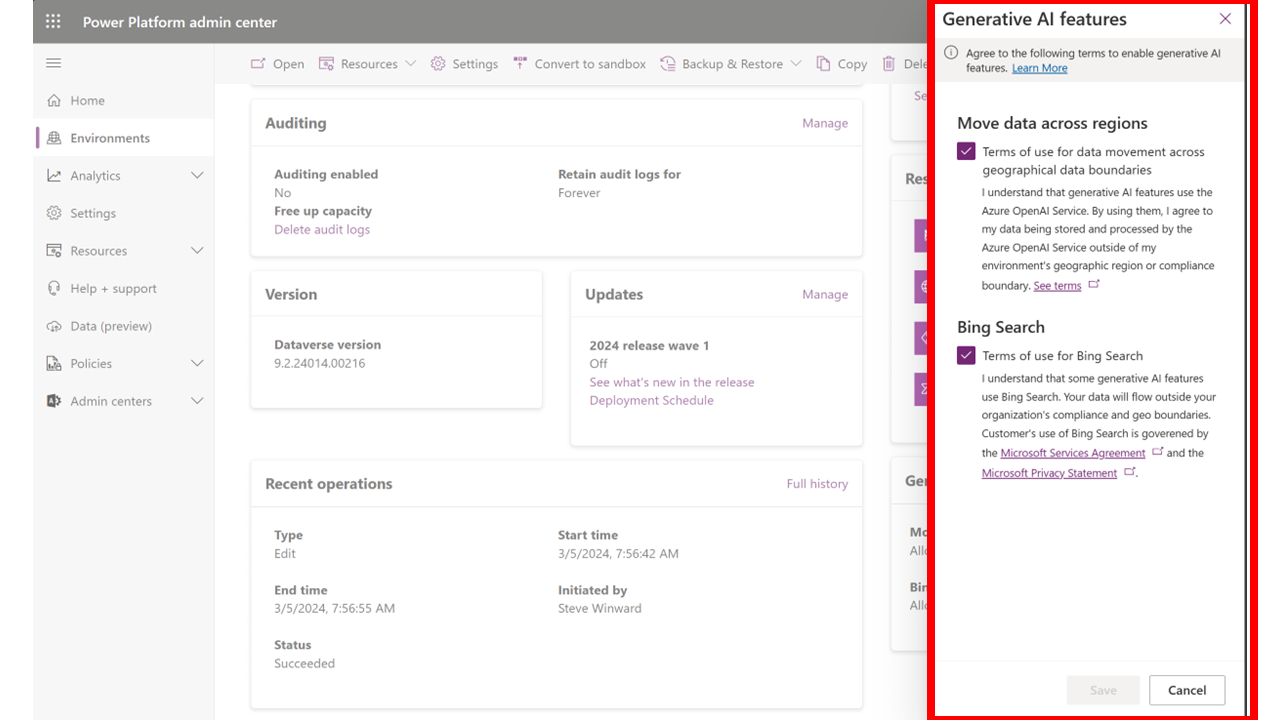 Power Platform admin center
Open
Resources
Settings
Convert to sandbox
Backup & Restore
Copy
Home
Environments
Analytics
Settings
Resources
Help + support
Data (preview)
Policies
Admin centers
Auditing
Manage
Auditing enabled
No
Free up capacity
Delete audit logs
Retain audit logs for
Forever
Version
Dataverse version
9.2.24014.00216
Updates
Manage
2024 release wave 1
Off
See what's new in the release
Deployment Schedule
Recent operations
Full history
Type
Edit
Start time
3/5/2024, 7:56:42 AM
End time
3/5/2024, 7:56:55 AM
Initiated by
Steve Winward
Status
Succeeded
Generative AI features
Agree to the following terms to enable generative AI
features. Learn More
Move data across regions
Terms of use for data movement across
geographical data boundaries
I understand that generative AI features use the
Azure OpenAI Service. By using them, I agree to
my data being stored and processed by the
Azure OpenAI Service outside of my
environment's geographic region or compliance
boundary. See terms
Bing Search
Terms of use for Bing Search
I understand that some generative AI features
use Bing Search. Your data will flow outside your
organization's compliance and geo boundaries.
Customer's use of Bing Search is goverened by
the Microsoft Services Agreement and the
Microsoft Privacy Statement.
Save
Cancel